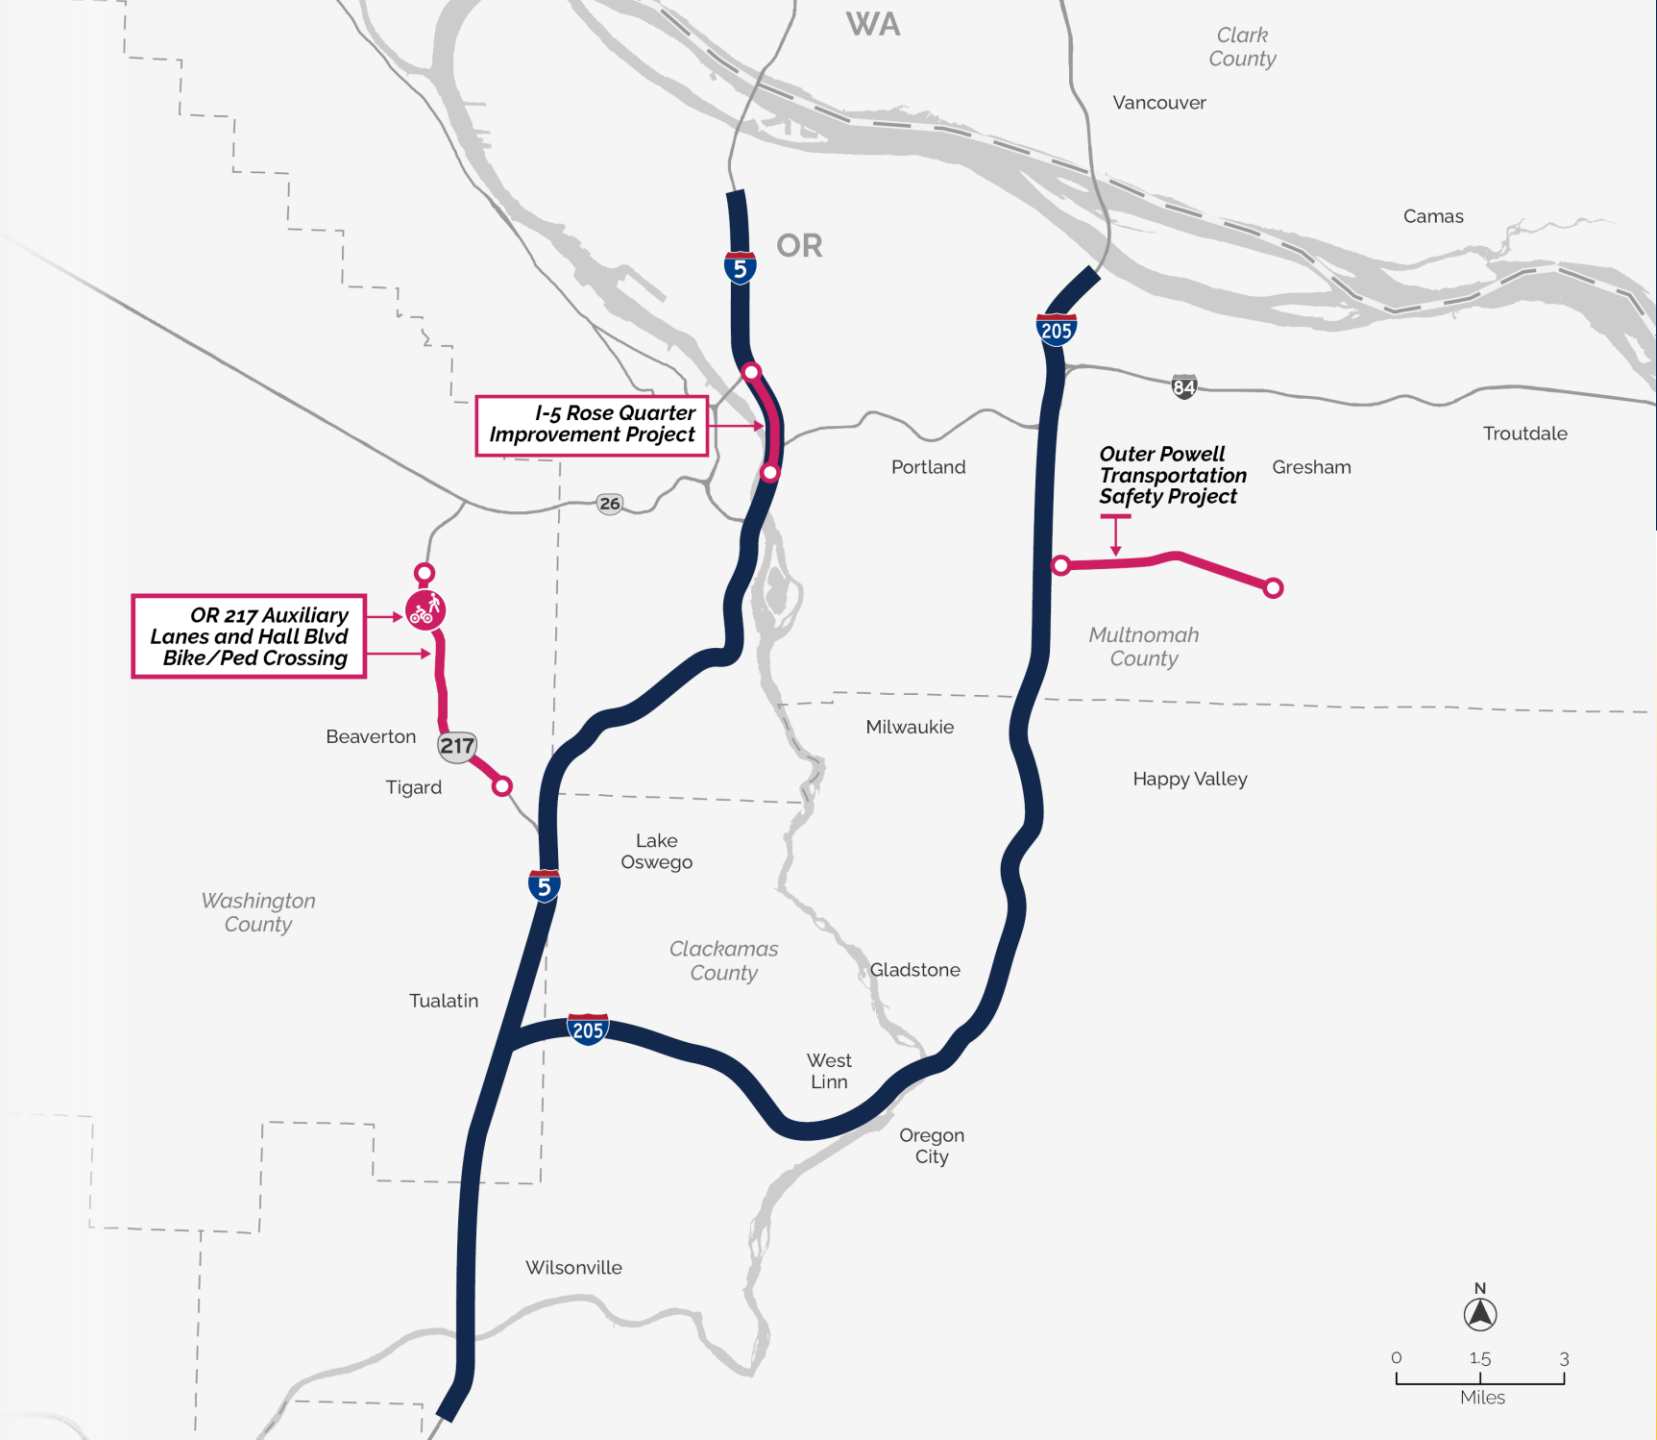 WA
Clark
County
Vancouver
Camas
OR
5
205
84
I-5 Rose Quarter
Improvement Project
Troutdale
Portland
Outer Powell
Transportation
Safety Project
Gresham
26
OR 217 Auxiliary
Lanes and Hall Blvd
Bike/Ped Crossing
Multnomah
County
Milwaukie
Beaverton
217
Tigard
Happy Valley
Lake
Oswego
5
Washington
County
Clackamas
County
Gladstone
Tualatin
205
West
Linn
Oregon
City
Wilsonville
N
0 1.5 3
Miles